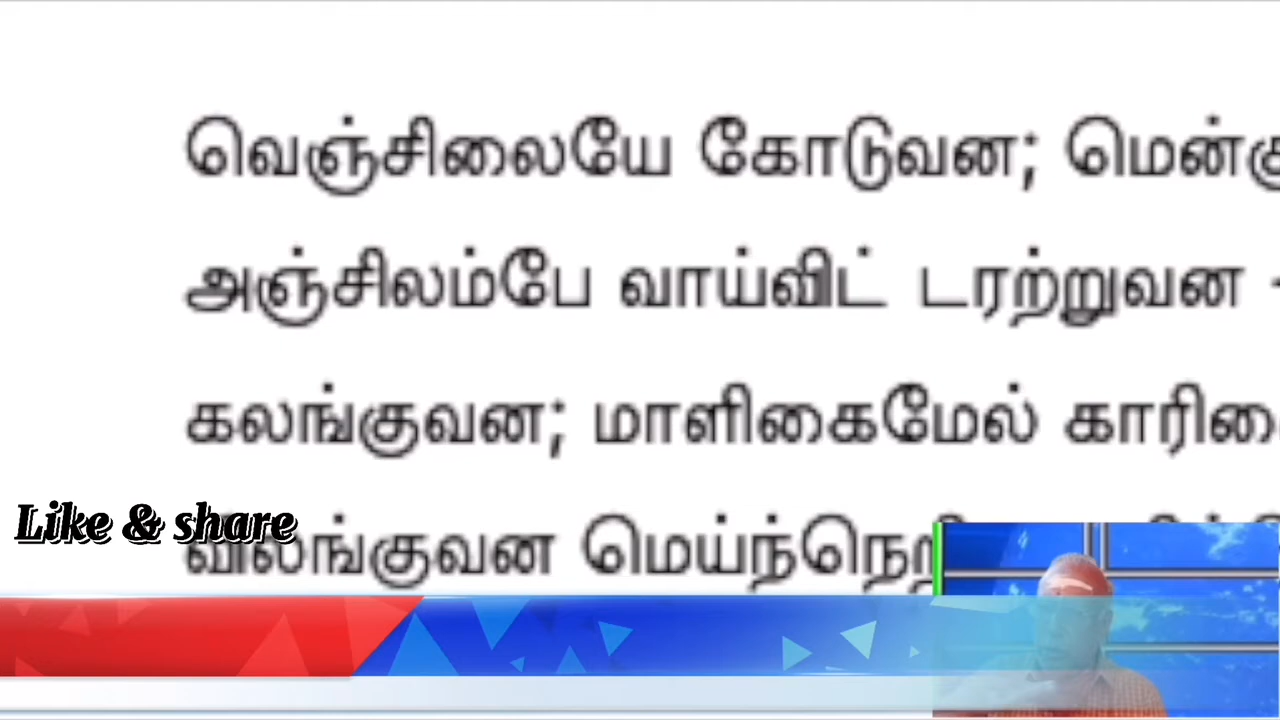 வெஞ்சிலையே கோடுவன;
அஞ்சிலம்பே வாய்விட் டரற்றுவன -
கலங்குவன; மாளிகைமேல்
Like & share
விலங்குவன